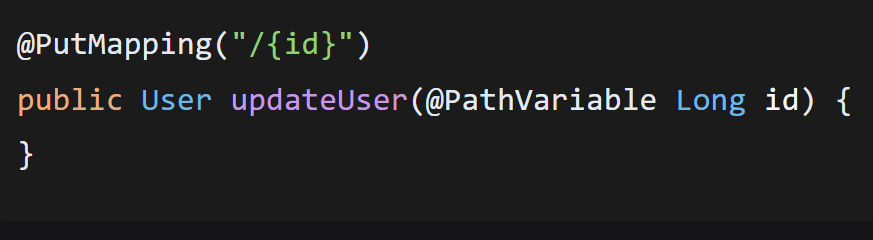 @PutMapping("/{id}")
public User updateUser(@PathVariable Long id) {
}